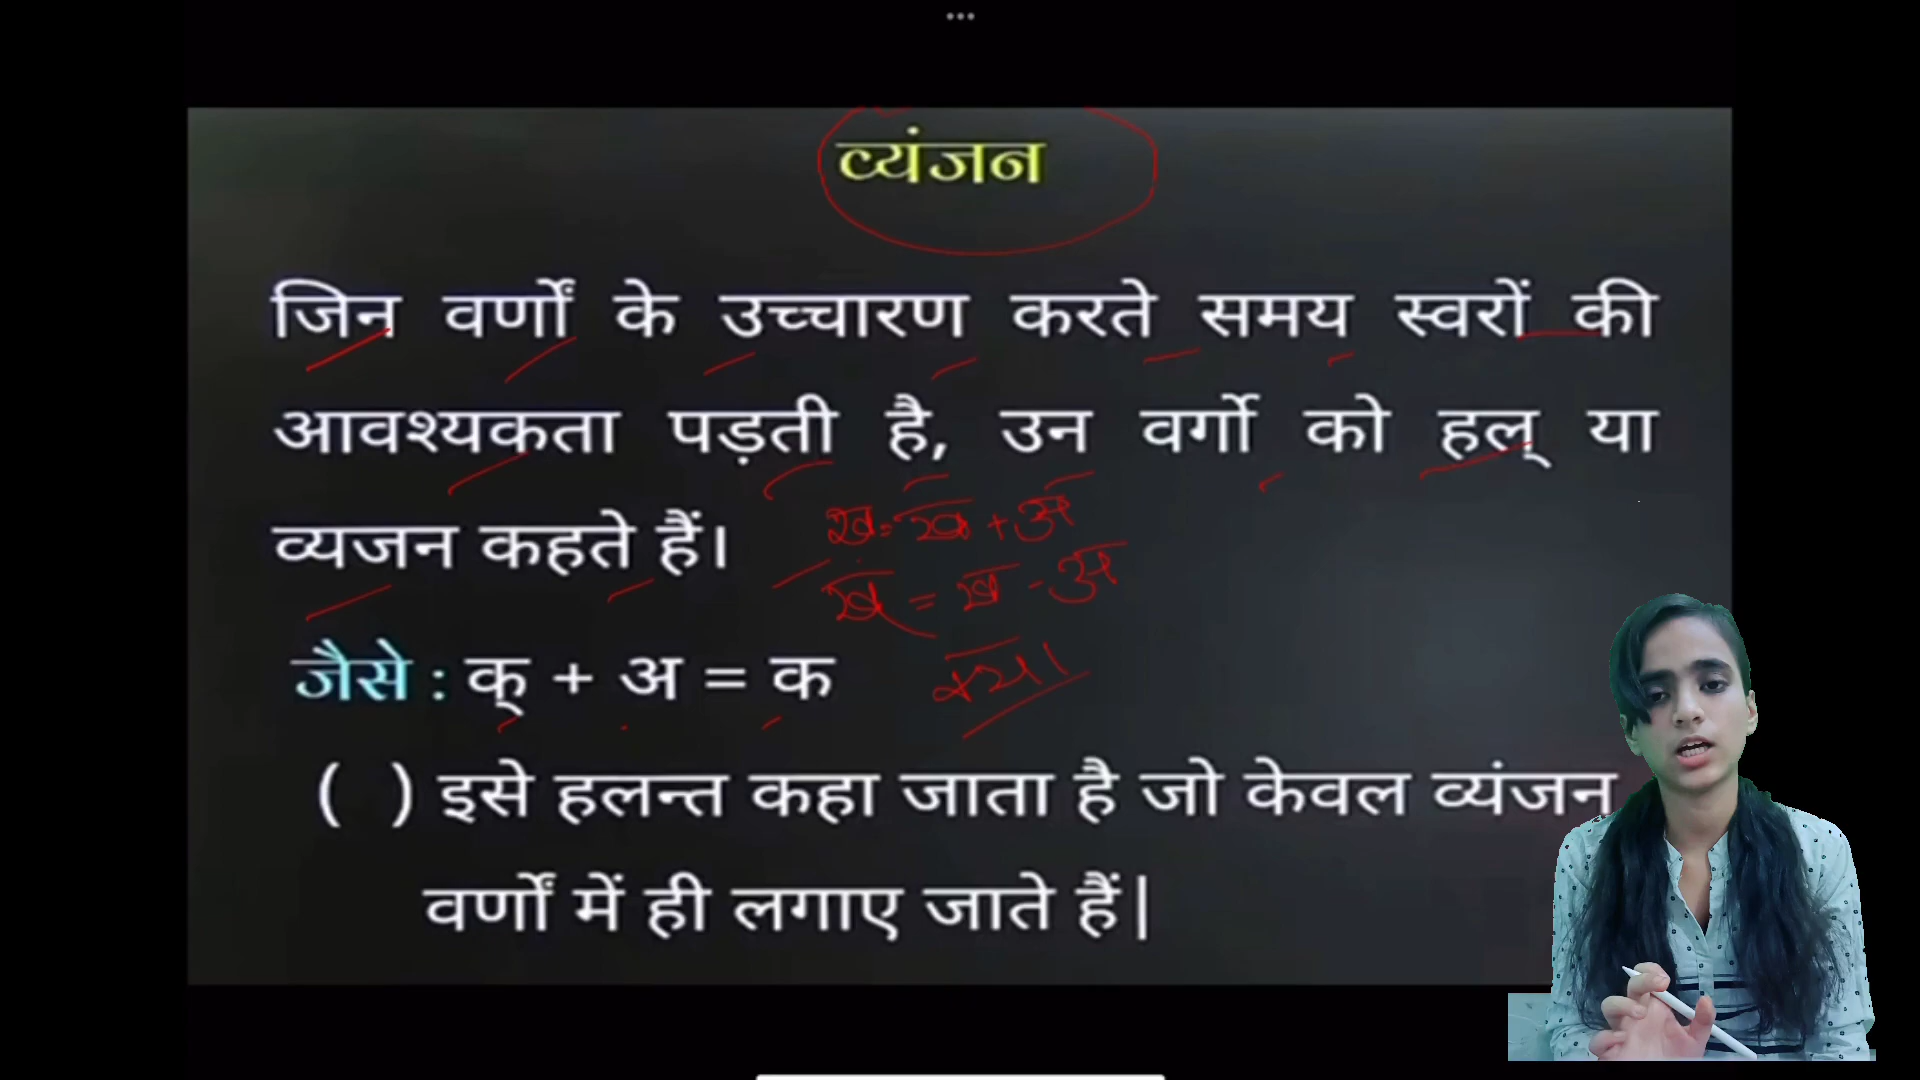 व्यंजन
जिन वर्णों के उच्चारण करते समय स्वरों की
आवश्यकता पड़ती है, उन वर्गो को हल् या
व्यजन कहते हैं।
ख = ख् + अ
ख् = ख - अ
जैसे : क् + अ = क
( ) इसे हलन्त कहा जाता है जो केवल व्यंजन
वर्णों में ही लगाए जाते हैं|